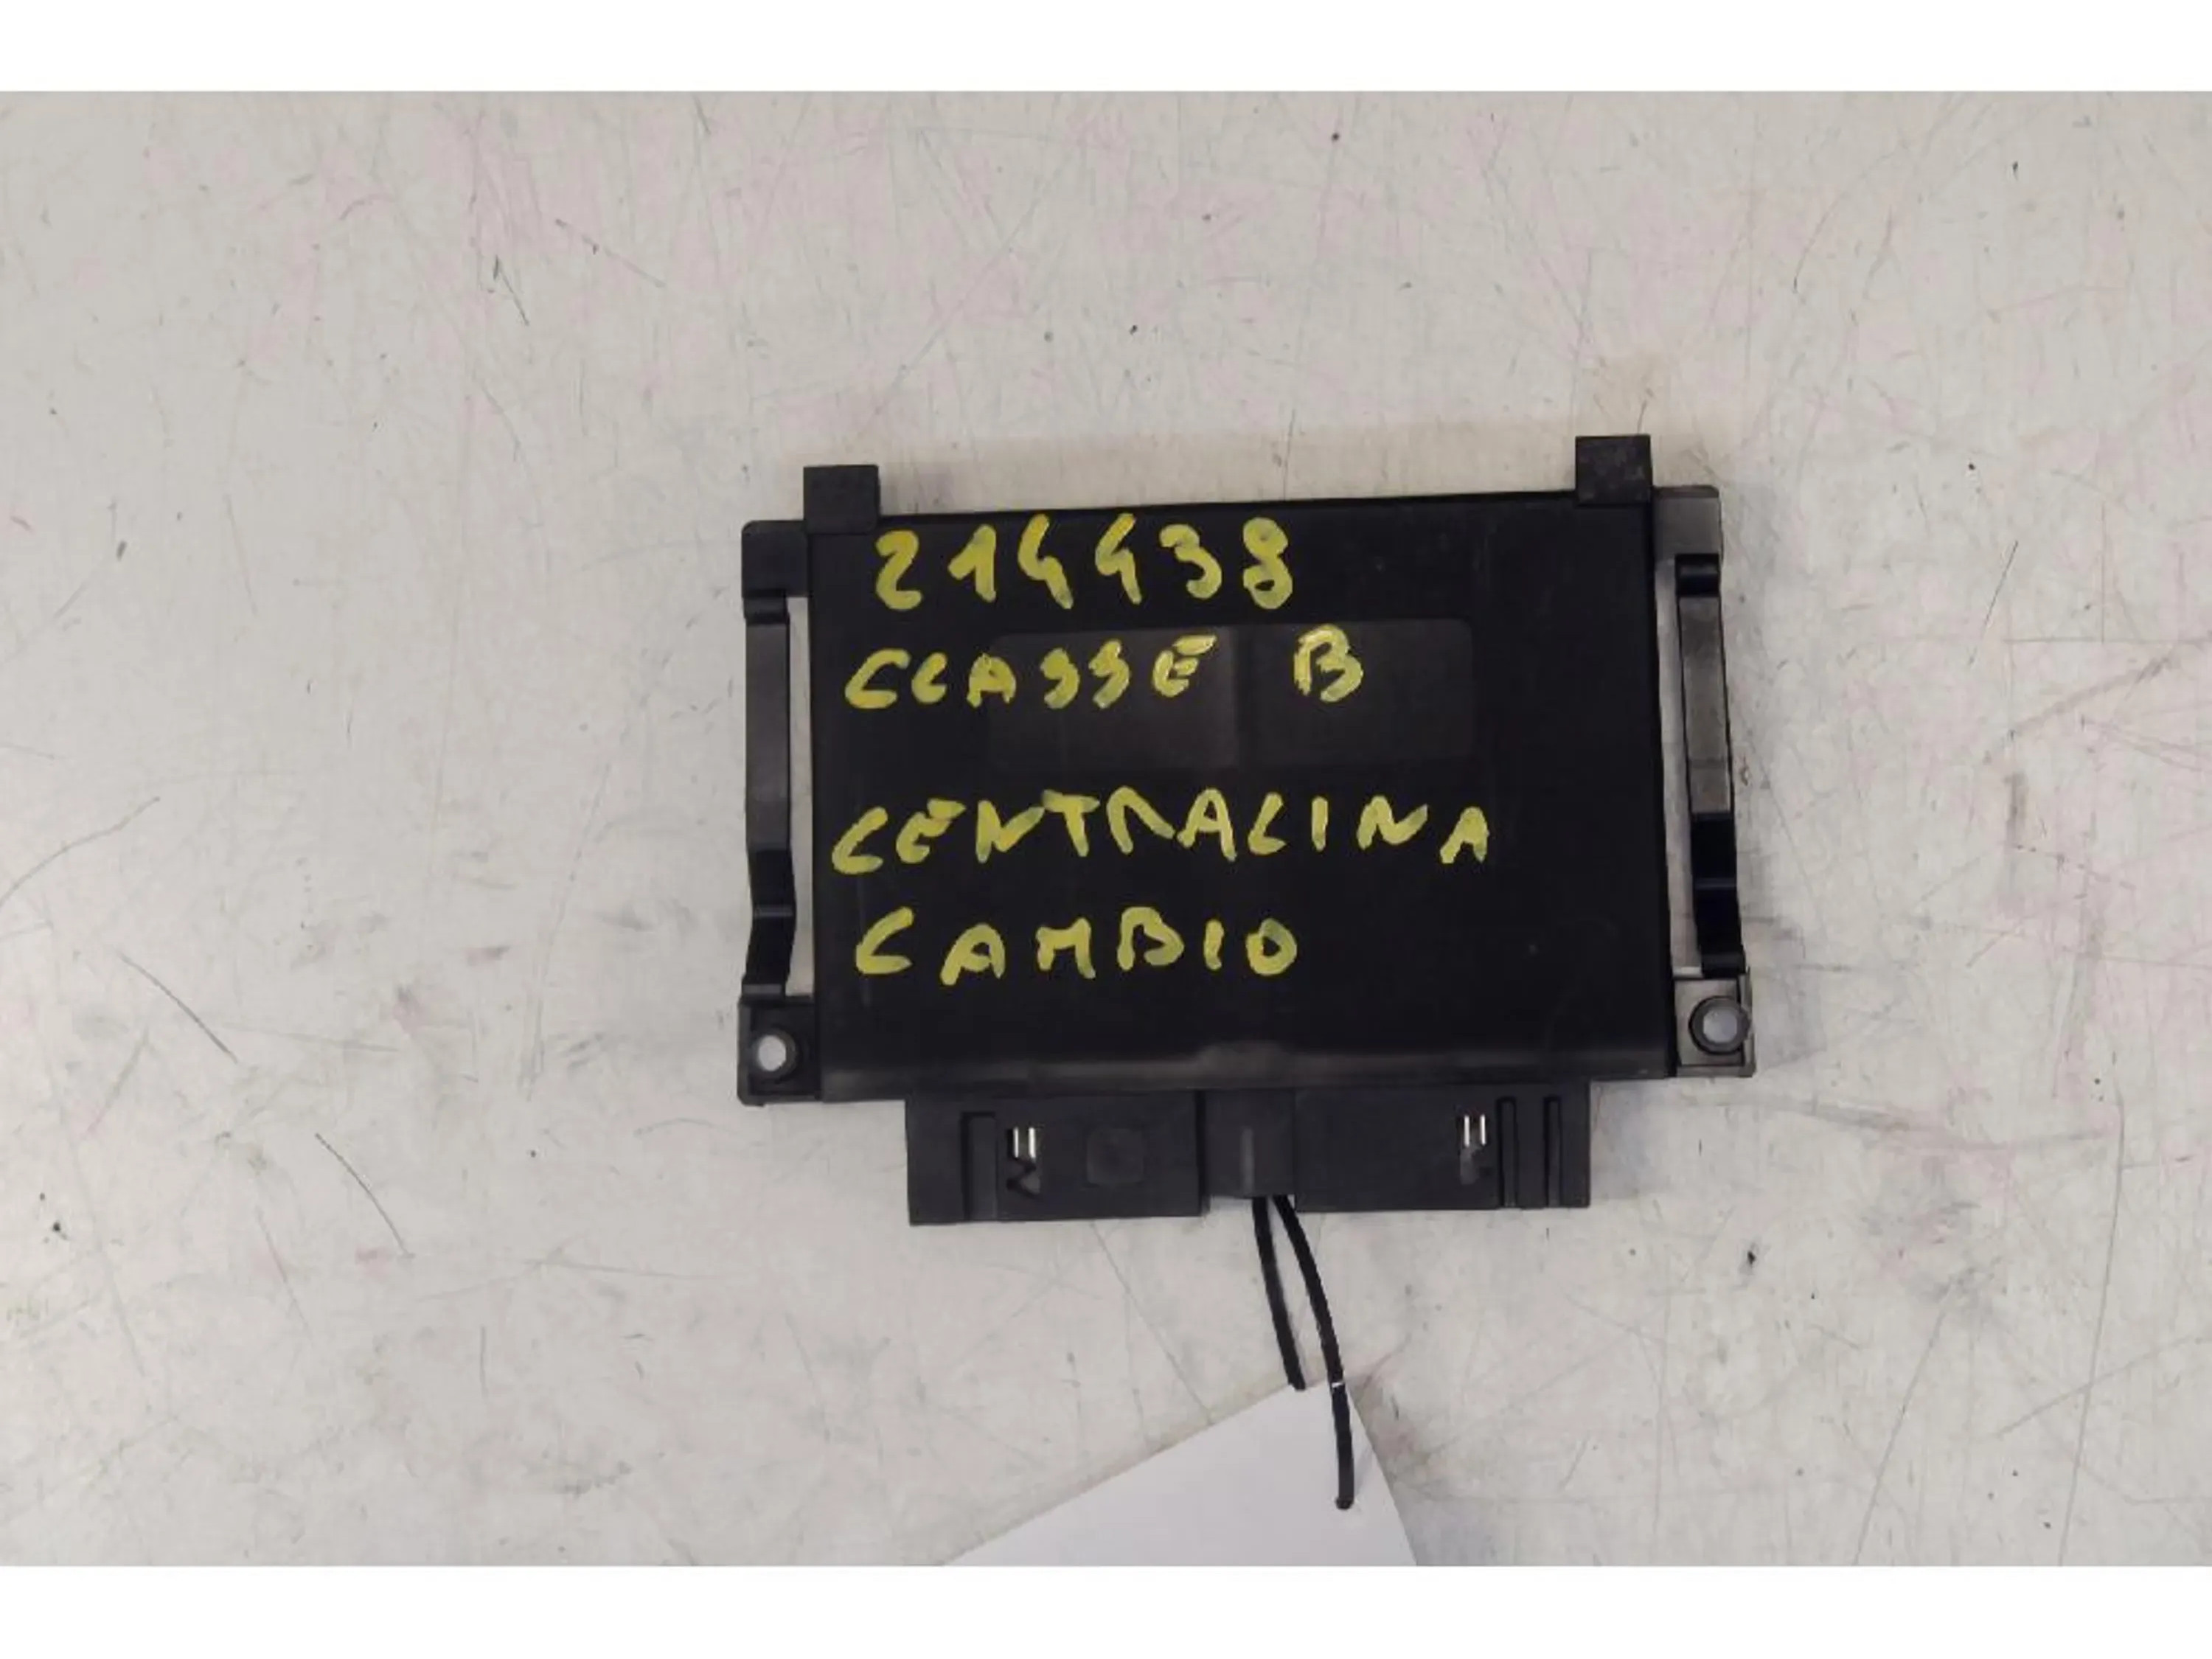 214438
CLASSE B
CENTRALINA
CAMBIO